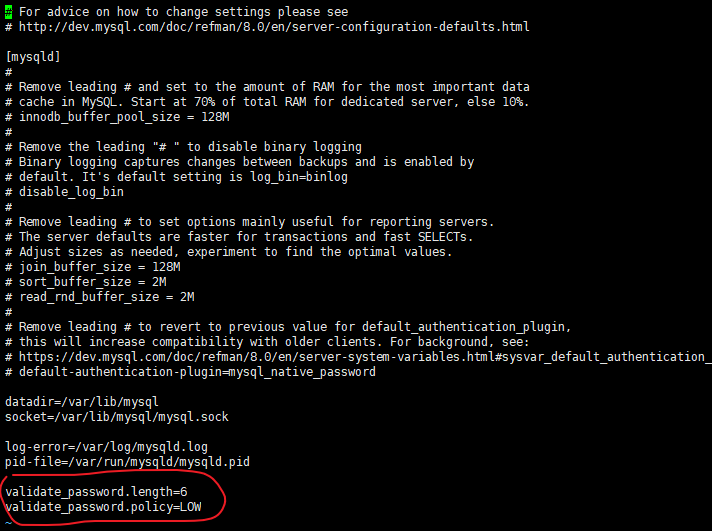 # For advice on how to change settings please see
# http://dev.mysql.com/doc/refman/8.0/en/server-configuration-defaults.html
[mysqld]
#
# Remove leading # and set to the amount of RAM for the most important data
# cache in MySQL. Start at 70% of total RAM for dedicated server, else 10%.
# innodb_buffer_pool_size = 128M
#
# Remove the leading "# " to disable binary logging
# Binary logging captures changes between backups and is enabled by
# default. It's default setting is log_bin=binlog
# disable_log_bin
#
# Remove leading # to set options mainly useful for reporting servers.
# The server defaults are faster for transactions and fast SELECTs.
# Adjust sizes as needed, experiment to find the optimal values.
# join_buffer_size = 128M
# sort_buffer_size = 2M
# read_rnd_buffer_size = 2M
#
# Remove leading # to revert to previous value for default_authentication_plugin,
# this will increase compatibility with older clients. For background, see:
# https://dev.mysql.com/doc/refman/8.0/en/server-system-variables.html#sysvar_default_authentication_
# default-authentication-plugin=mysql_native_password
datadir=/var/lib/mysql
socket=/var/lib/mysql/mysql.sock
log-error=/var/log/mysqld.log
pid-file=/var/run/mysqld/mysqld.pid
validate_password.length=6
validate_password.policy=LOW
~